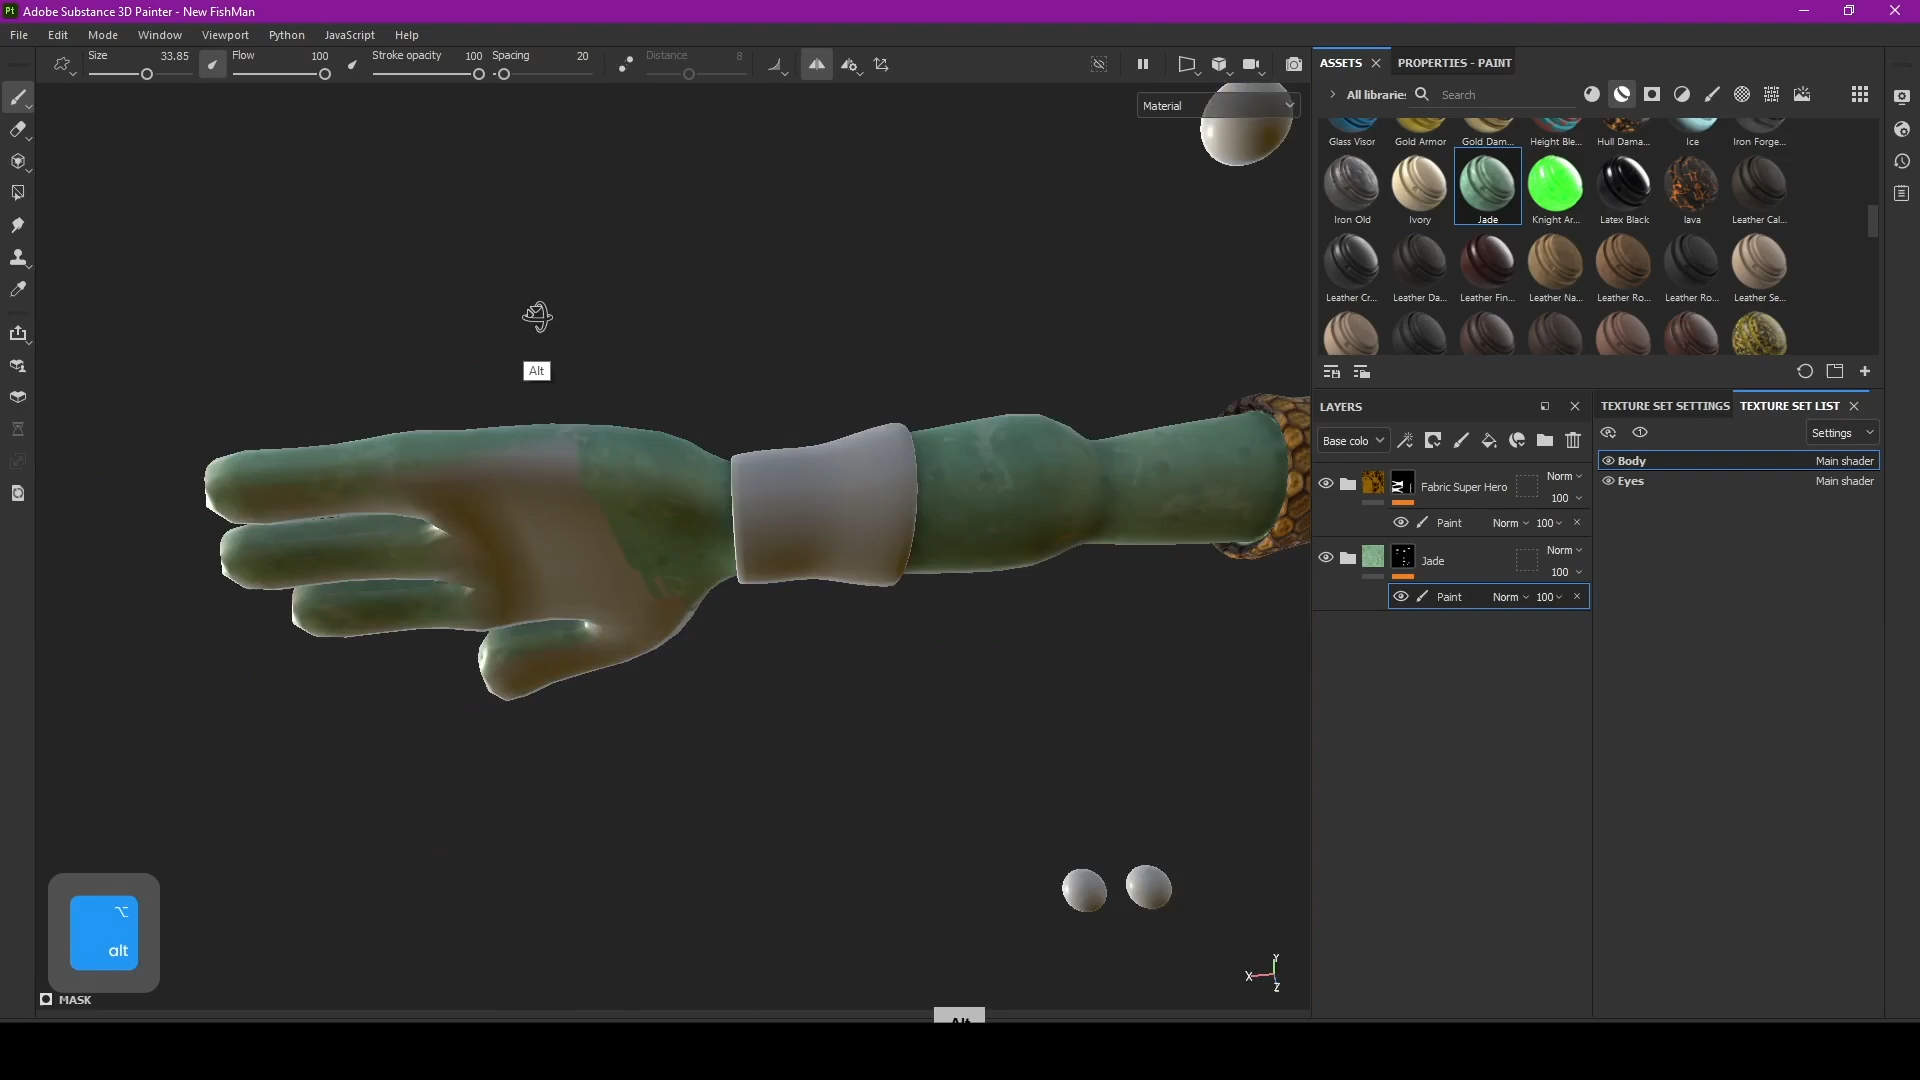 Pt Adobe Substance 3D Painter - New FishMan
File Edit Mode Window Viewport Python JavaScript Help
Size 33.85 Flow 100 Stroke opacity 100 Spacing 20 Distance 8
ASSETS PROPERTIES - PAINT
Material
All libraries Search
Glass Visor Gold Armor Gold Dam... Height Ble... Hull Dama... Ice Iron Forge...
Iron Old Ivory Jade Knight Ar... Latex Black lava Leather Cal...
Leather Cr... Leather Da... Leather Fin... Leather Na... Leather Ro... Leather Ro... Leather Se...
Alt
LAYERS
TEXTURE SET SETTINGS TEXTURE SET LIST
Base colo
Settings
Body Main shader
Eyes Main shader
Fabric Super Hero Norm
100
Paint Norm 100
Jade Norm
100
Paint Norm 100
alt
X Y Z
MASK
Alt